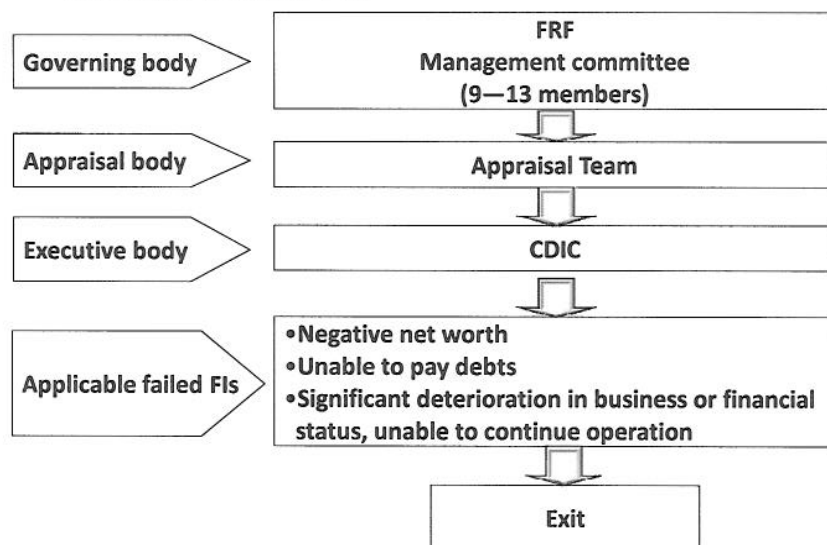 FRF
Governing body
Management committee
(9—13 members)
Appraisal body
Appraisal Team
Executive body
CDIC
•Negative net worth
•Unable to pay debts
Applicable failed FIs
•Significant deterioration in business or financial
status, unable to continue operation
Exit